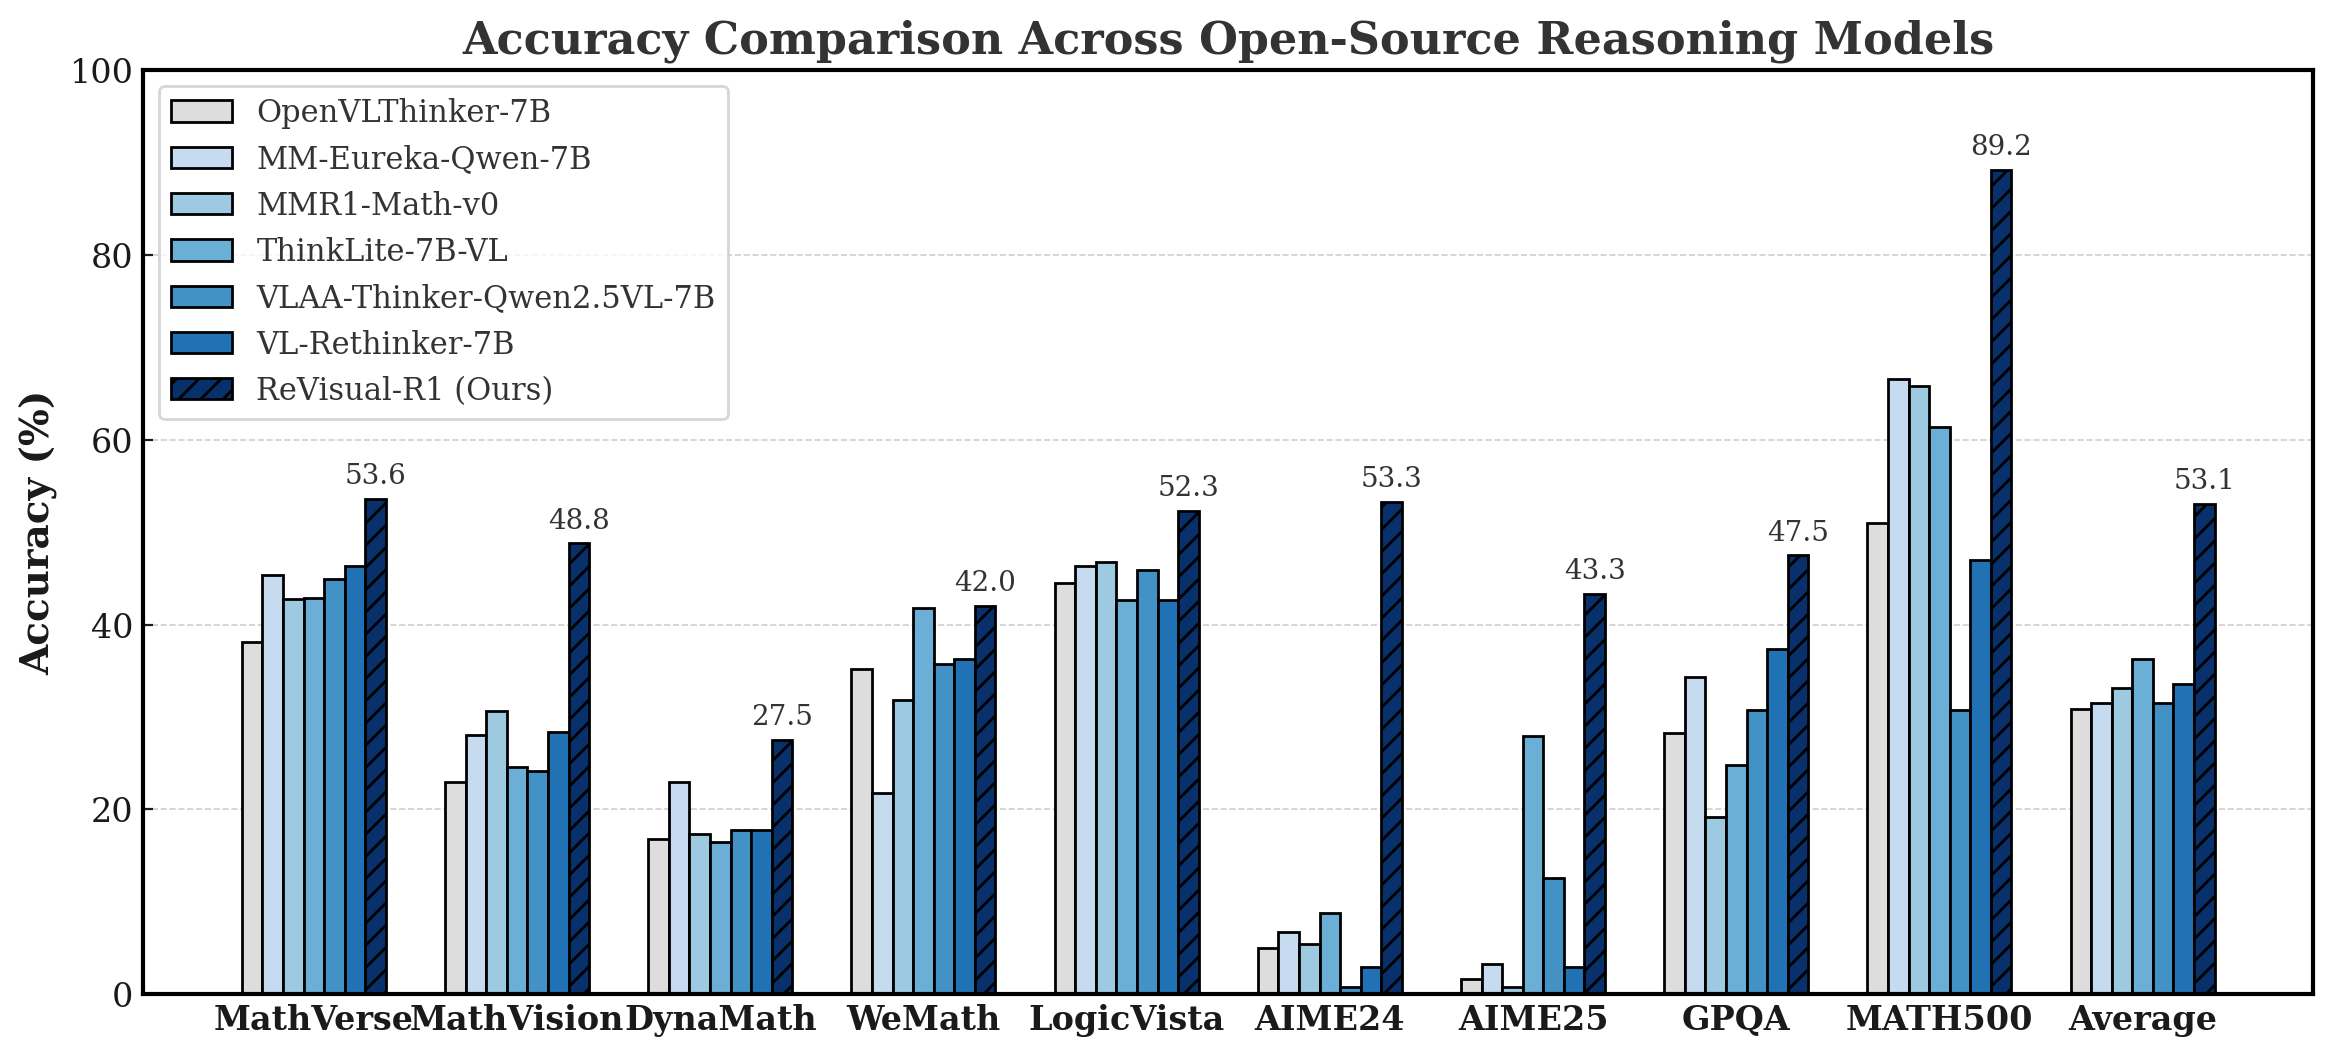 Accuracy Comparison Across Open-Source Reasoning Models
Accuracy (%)
100
80
60
40
20
0
OpenVLThinker-7B
MM-Eureka-Qwen-7B
MMR1-Math-v0
ThinkLite-7B-VL
VLAA-Thinker-Qwen2.5VL-7B
VL-Rethinker-7B
ReVisual-R1 (Ours)
53.6
48.8
27.5
42.0
52.3
53.3
43.3
47.5
89.2
53.1
MathVerse
MathVision
DynaMath
WeMath
LogicVista
AIME24
AIME25
GPQA
MATH500
Average